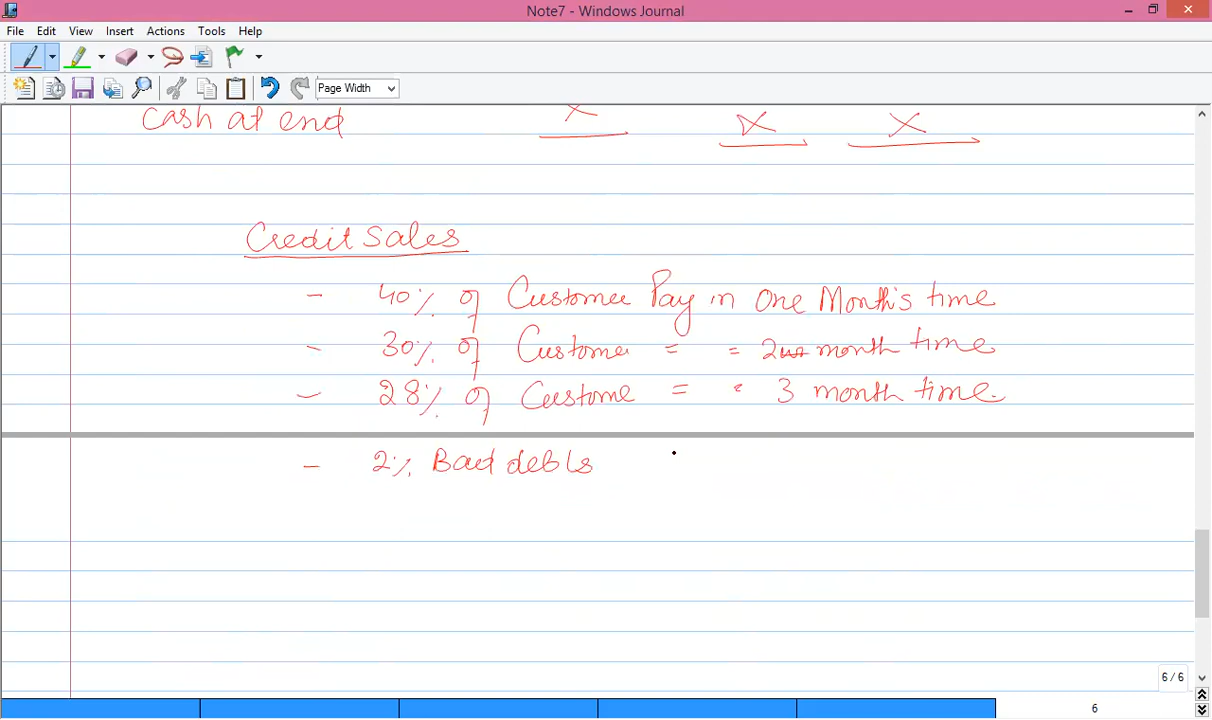 Note7 - Windows Journal
File Edit View Insert Actions Tools Help
Page Width
Cash at end X X X
Credit Sales
- 40% of Customer Pay in One Month's time
- 30% of Customer = = 2 month time
- 28% of Custome = = 3 month time.
- 2% Bad debts
6 / 6
6